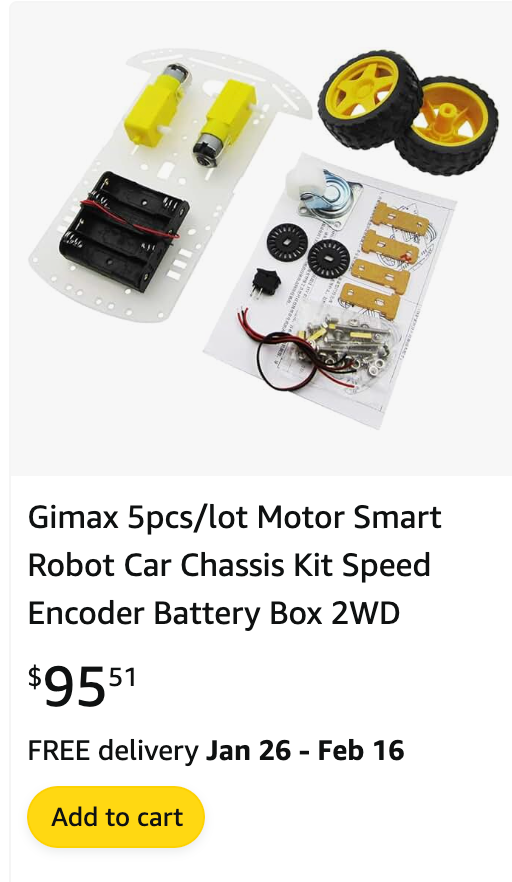 Gimax 5pcs/lot Motor Smart
Robot Car Chassis Kit Speed
Encoder Battery Box 2WD
$95.51
FREE delivery Jan 26 - Feb 16
Add to cart